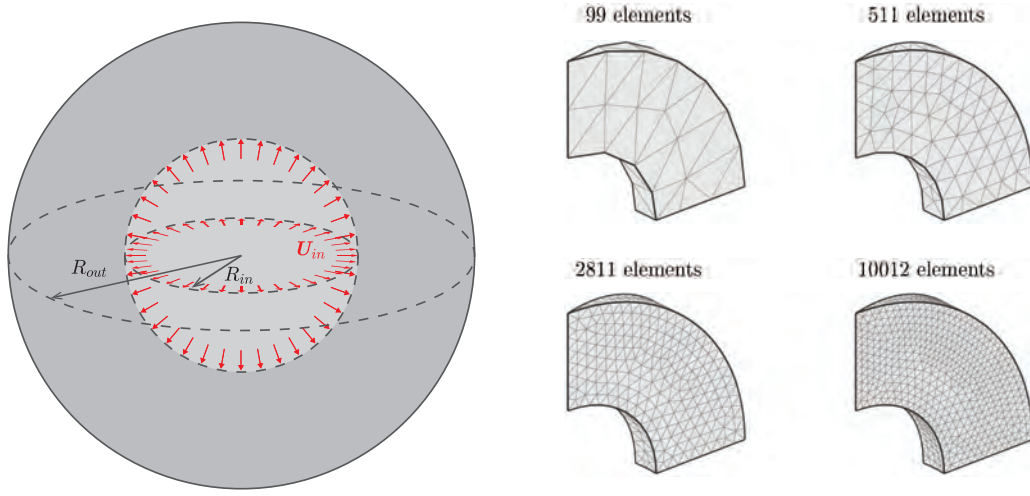 99 elements
511 elements
U_in
R_out
R_in
2811 elements
10012 elements